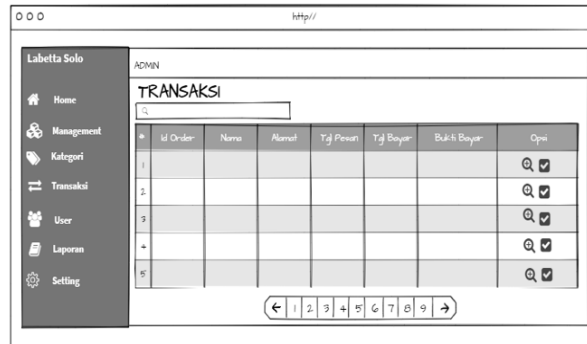 http//
Labetta Solo
Home
Management
Kategori
Transaksi
User
Laporan
Setting
ADMIN
TRANSAKSI
# Id Order Nama Alamat Tgl Pesan Tgl Bayar Bukti Bayar Opsi
1
2
3
4
5
1 2 3 4 5 6 7 8 9